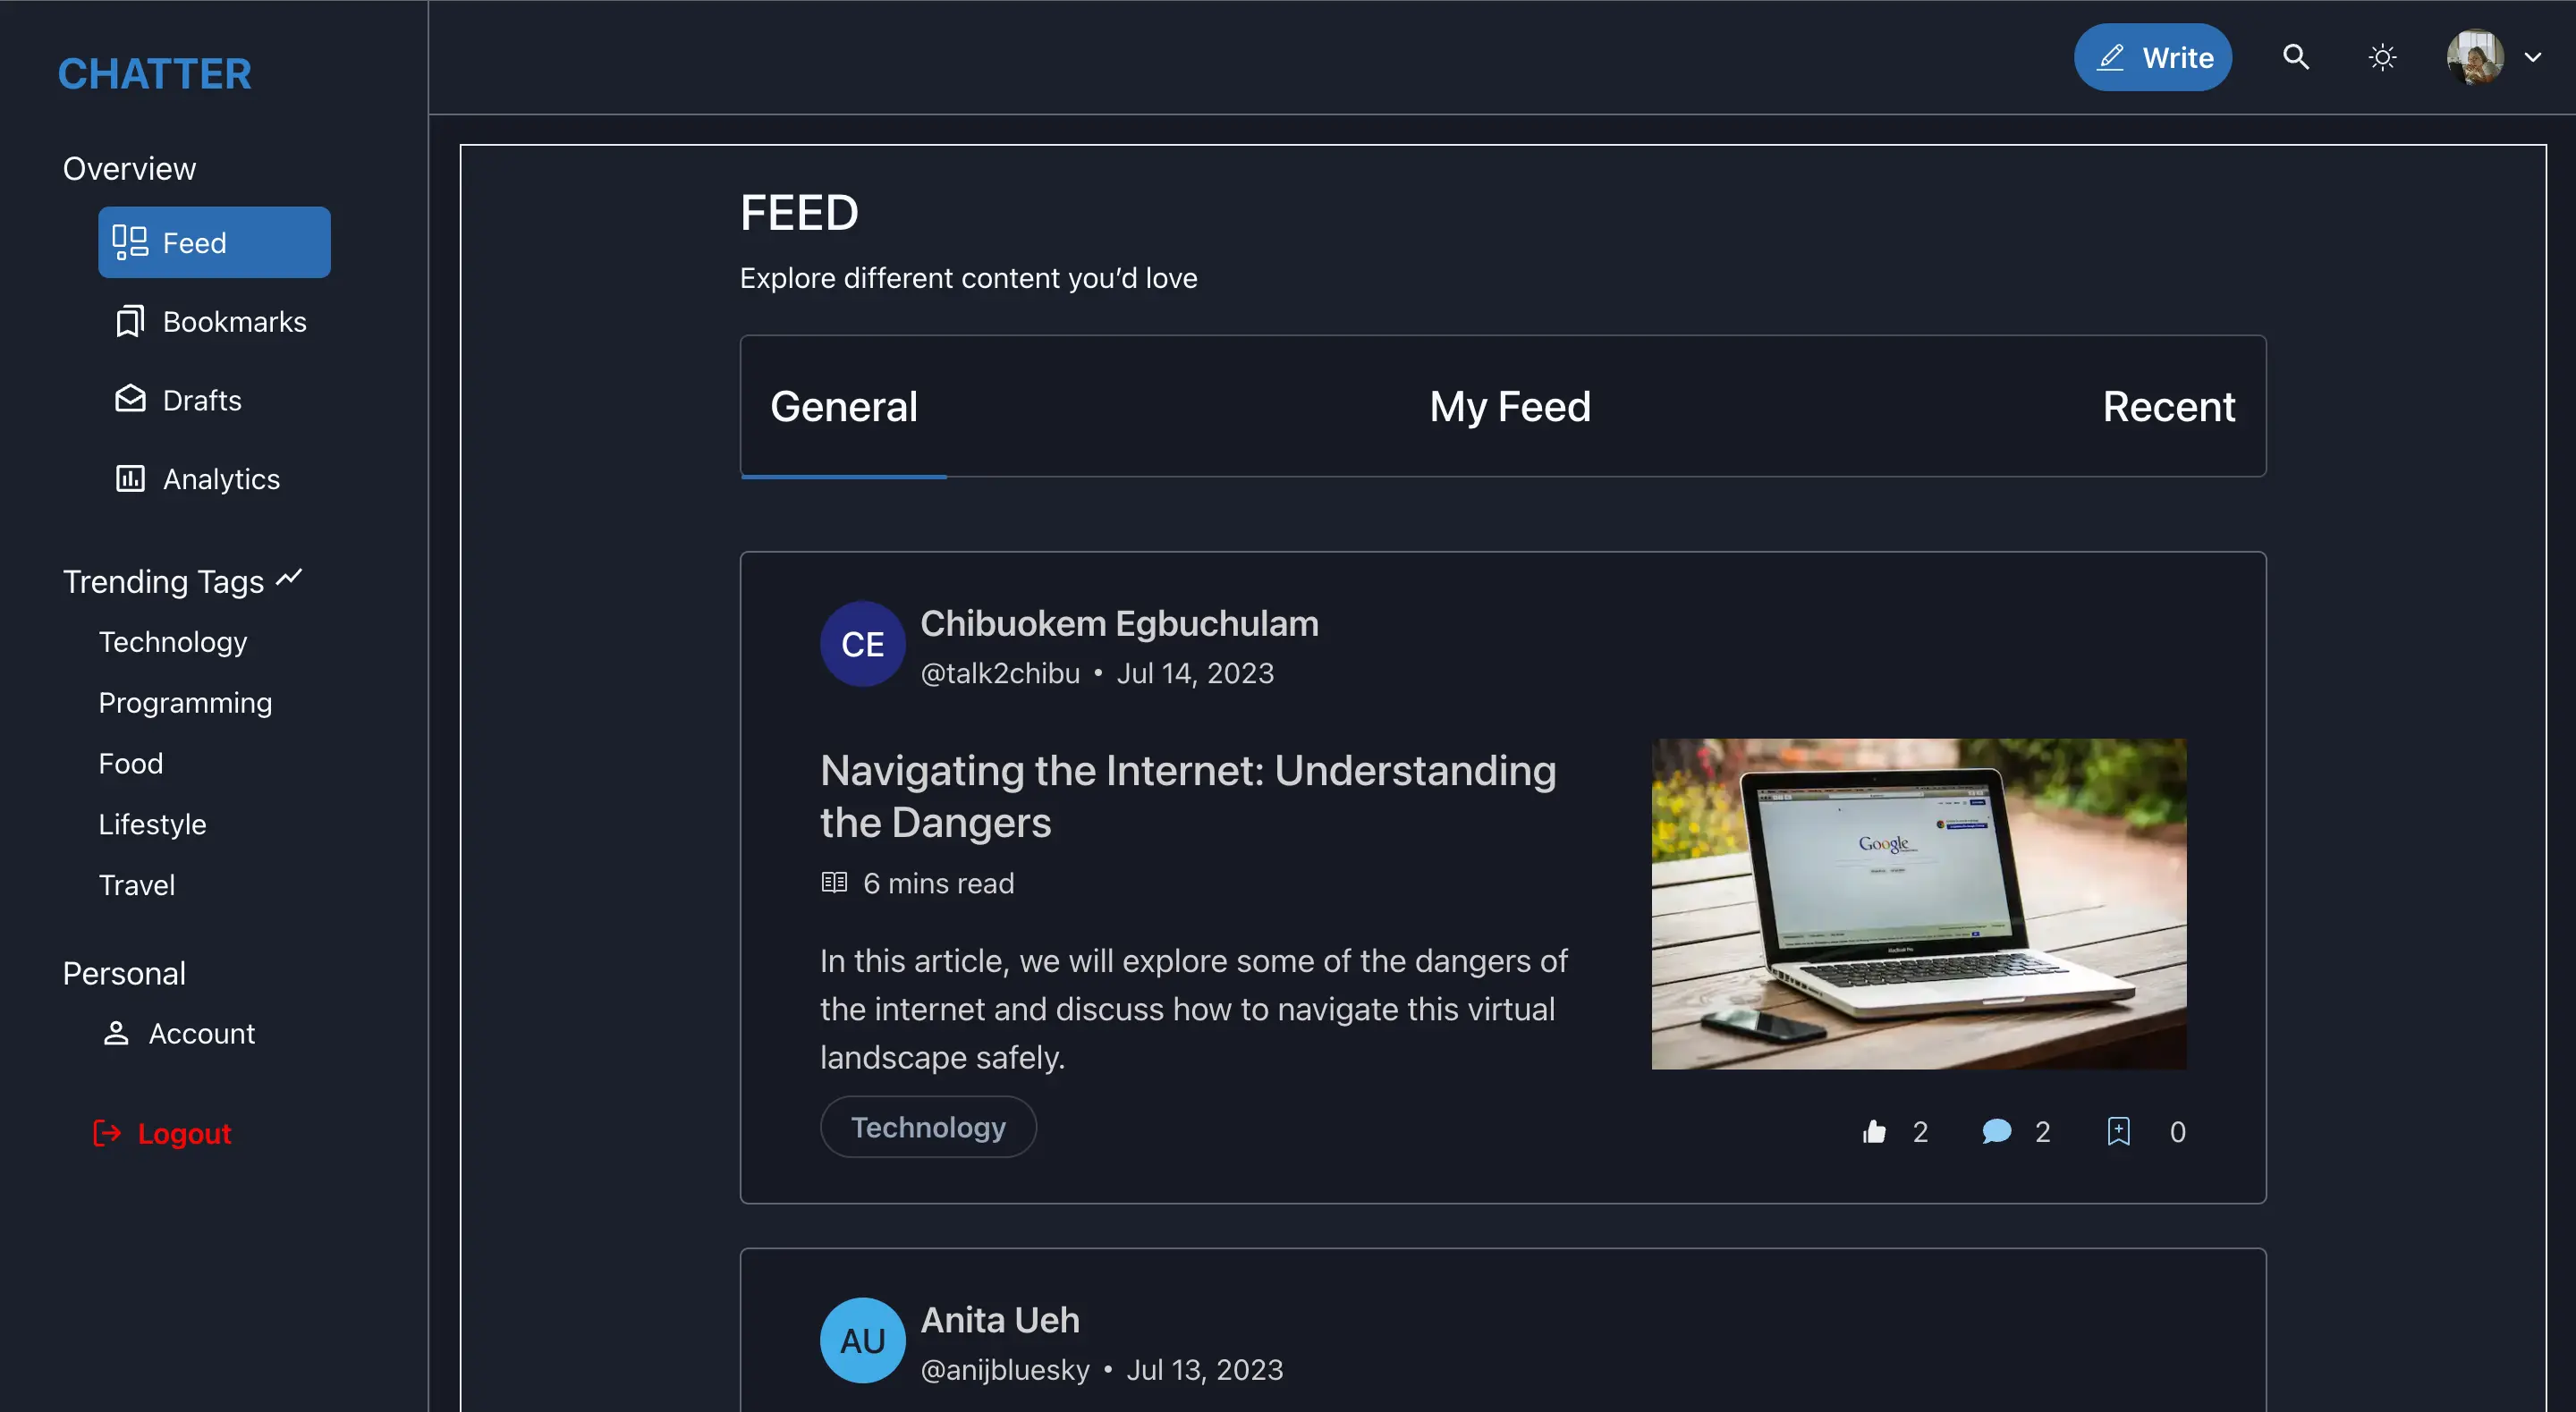 CHATTER
Write
Overview
Feed
Bookmarks
Drafts
Analytics
Trending Tags
Technology
Programming
Food
Lifestyle
Travel
Personal
Account
Logout
FEED
Explore different content you’d love
General
My Feed
Recent
CE
Chibuokem Egbuchulam
@talk2chibu • Jul 14, 2023
Navigating the Internet: Understanding
the Dangers
6 mins read
In this article, we will explore some of the dangers of
the internet and discuss how to navigate this virtual
landscape safely.
Google
MacBook Pro
Technology
2
2
0
AU
Anita Ueh
@anijbluesky • Jul 13, 2023